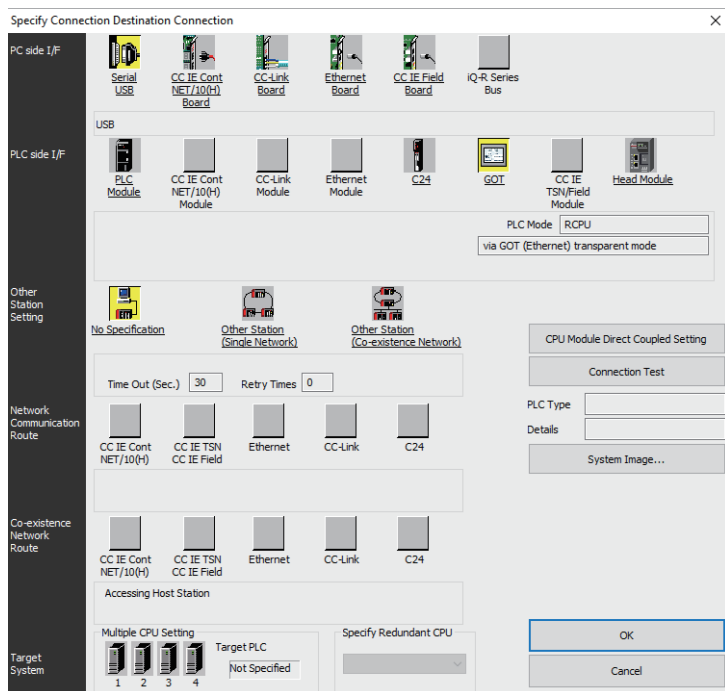 Specify Connection Destination Connection
PC side I/F
Serial
USB
CC IE Cont
NET/10(H)
Board
CC-Link
Board
Ethernet
Board
CC IE Field
Board
iQ-R Series
Bus
USB
PLC side I/F
PLC
Module
CC IE Cont
NET/10(H)
Module
CC-Link
Module
Ethernet
Module
C24
GOT
CC IE
TSN/Field
Module
Head Module
PLC Mode RCPU
via GOT (Ethernet) transparent mode
Other
Station
Setting
No Specification
Other Station
(Single Network)
Other Station
(Co-existence Network)
CPU Module Direct Coupled Setting
Time Out (Sec.) 30 Retry Times 0
Connection Test
PLC Type
Details
System Image...
Network
Communication
Route
CC IE Cont
NET/10(H)
CC IE TSN
CC IE Field
Ethernet
CC-Link
C24
Co-existence
Network
Route
CC IE Cont
NET/10(H)
CC IE TSN
CC IE Field
Ethernet
CC-Link
C24
Accessing Host Station
Target
System
Multiple CPU Setting
1 2 3 4
Target PLC
Not Specified
Specify Redundant CPU
OK
Cancel